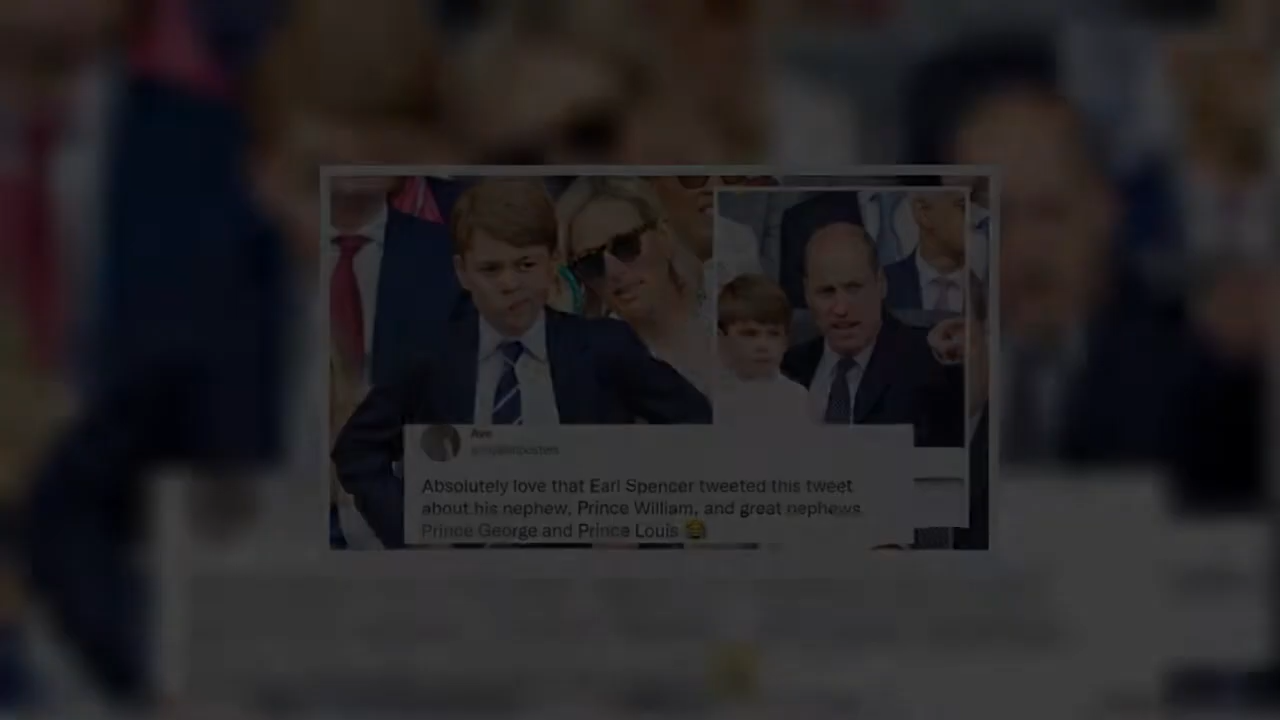 Ave
Absolutely love that Earl Spencer tweeted this tweet
about his nephew, Prince William, and great nephews
Prince George and Prince Louis 😂